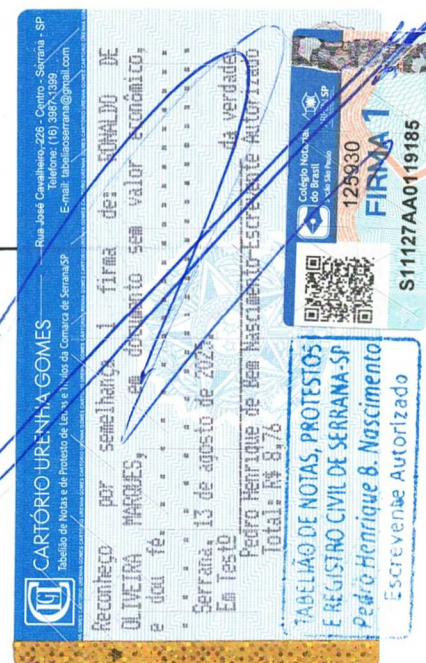 CARTÓRIO URENHA GOMES
Tabelião de Notas e de Protesto de Letras e Títulos da Comarca de Serrana/SP
Rua José Cavalheiro, 226 - Centro - Serrana - SP
Telefone: (16) 3987-1399
E-mail: tabeliaoserrana@gmail.com
Reconheço por semelhança 1 firma de: RONALDO DE
OLIVEIRA MARQUES, em documento sem valor econômico,
e dou fé.
Serrana, 13 de agosto de 2025.
Em Testº da verdade.
Pedro Henrique de Bem Nascimento-Escrevente Autorizado
Total: R$ 8,76
TABELIÃO DE NOTAS, PROTESTOS
E REGISTRO CIVIL DE SERRANA-SP
Pedro Henrique B. Nascimento
Escrevente Autorizado
Colégio Notarial
do Brasil
125930
FIRMA 1
S11127AA0119185